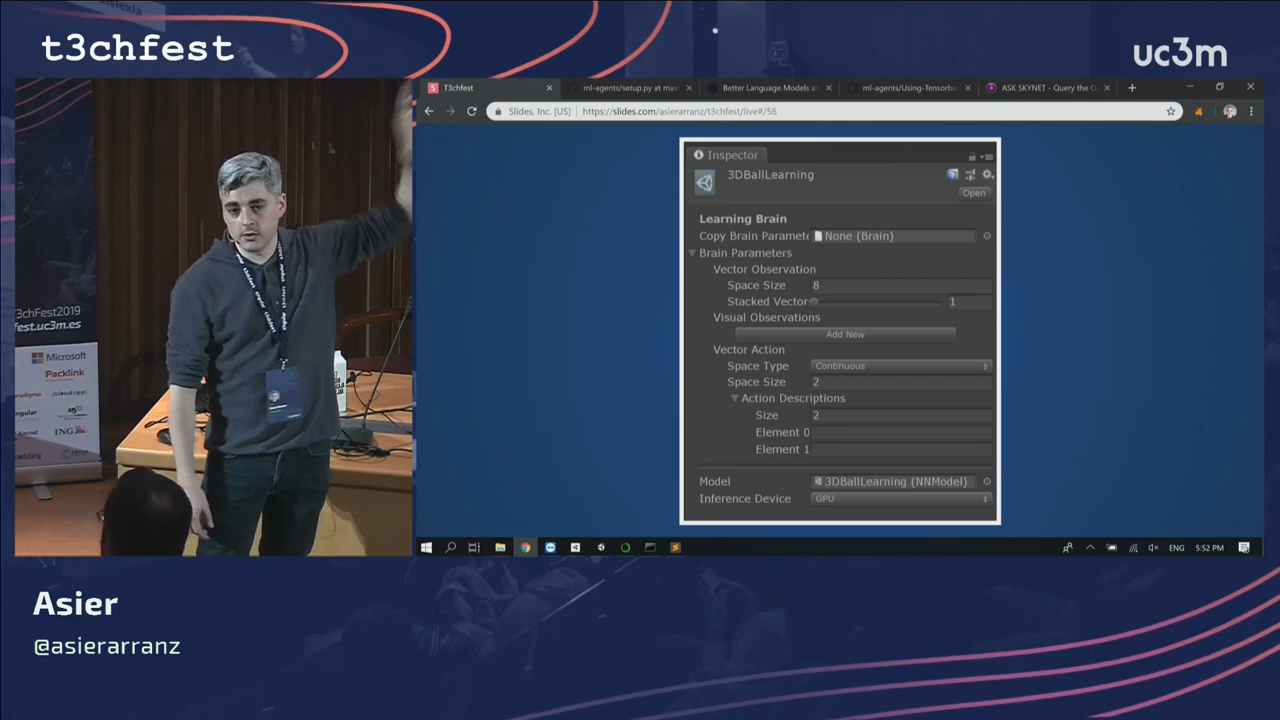 islexia
t3chfest
uc3m
T3chfest
ml-agents/setup.py at mas
Better Language Models an
ml-agents/Using-Tensorbo
ASK SKYNET - Query the C
Slides, Inc. [US]
https://slides.com/asierarranz/t3chfest/live#/56
Inspector
3DBallLearning
Open
Learning Brain
Copy Brain Paramete
None (Brain)
Brain Parameters
Vector Observation
Space Size 8
Stacked Vector 1
Visual Observations
Add New
Vector Action
Space Type Continuous
Space Size 2
Action Descriptions
Size 2
Element 0
Element 1
Model 3DBallLearning (NNModel)
Inference Device GPU
ENG 5:52 PM
3chFest2019
fest.uc3m.es
Microsoft
Packlink
ING
Asier
@asierarranz